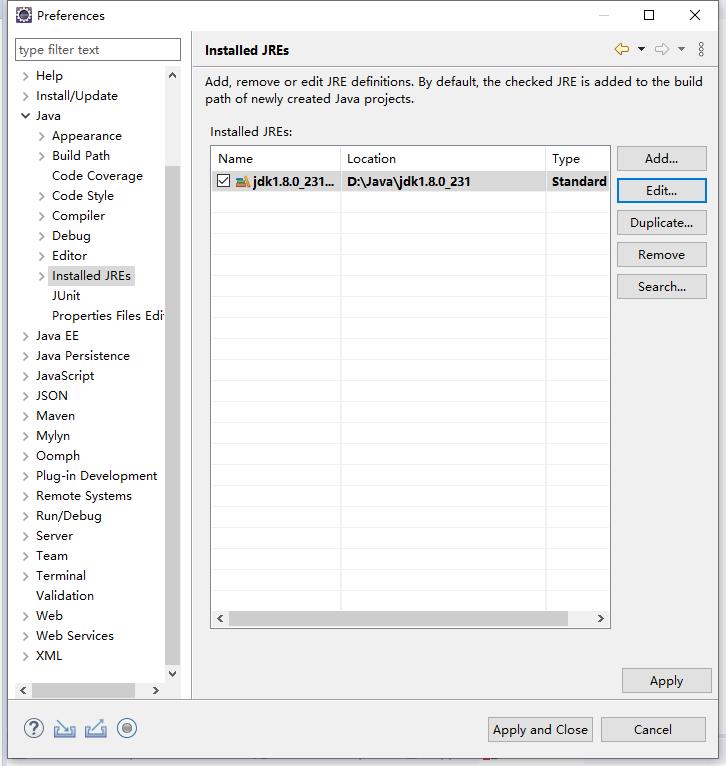 Preferences
type filter text
Help
Install/Update
Java
Appearance
Build Path
Code Coverage
Code Style
Compiler
Debug
Editor
Installed JREs
JUnit
Properties Files Edi
Java EE
Java Persistence
JavaScript
JSON
Maven
Mylyn
Oomph
Plug-in Development
Remote Systems
Run/Debug
Server
Team
Terminal
Validation
Web
Web Services
XML
Installed JREs
Add, remove or edit JRE definitions. By default, the checked JRE is added to the build
path of newly created Java projects.
Installed JREs:
Name Location Type
jdk1.8.0_231... D:\Java\jdk1.8.0_231 Standard
Add...
Edit...
Duplicate...
Remove
Search...
Apply
Apply and Close Cancel